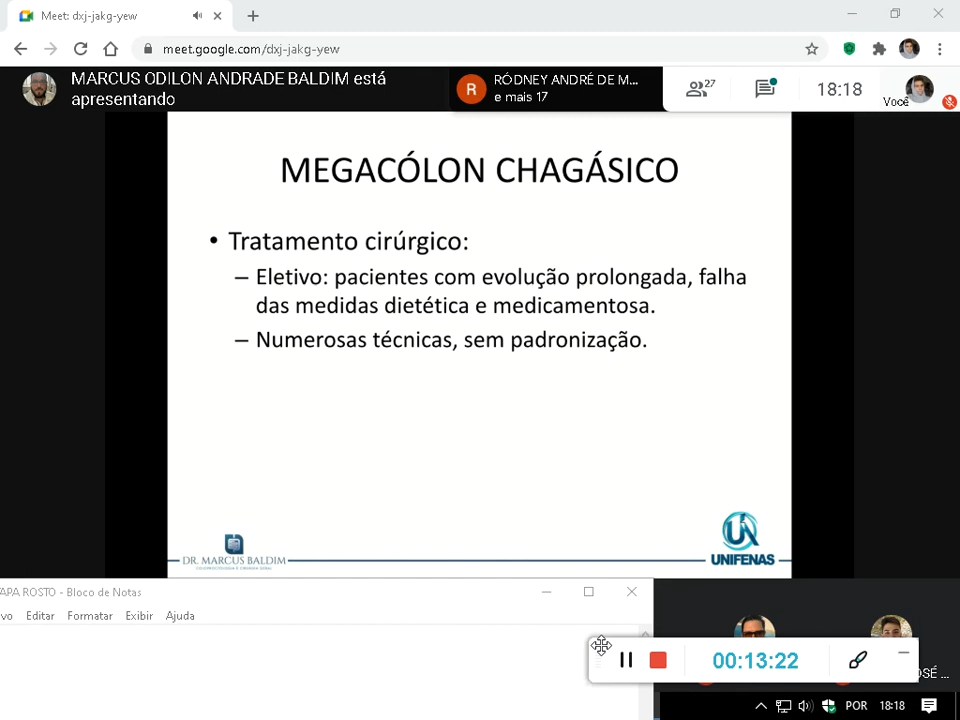 Meet: dxj-jakg-yew
meet.google.com/dxj-jakg-yew
MARCUS ODILON ANDRADE BALDIM está
apresentando
R
RÓDNEY ANDRÉ DE M...
e mais 17
27
18:18
Você
MEGACÓLON CHAGÁSICO
• Tratamento cirúrgico:
– Eletivo: pacientes com evolução prolongada, falha
das medidas dietética e medicamentosa.
– Numerosas técnicas, sem padronização.
DR. MARCUS BALDIM
UNIFENAS
APA ROSTO - Bloco de Notas
vo Editar Formatar Exibir Ajuda
00:13:22
OSÉ ...
POR 18:18